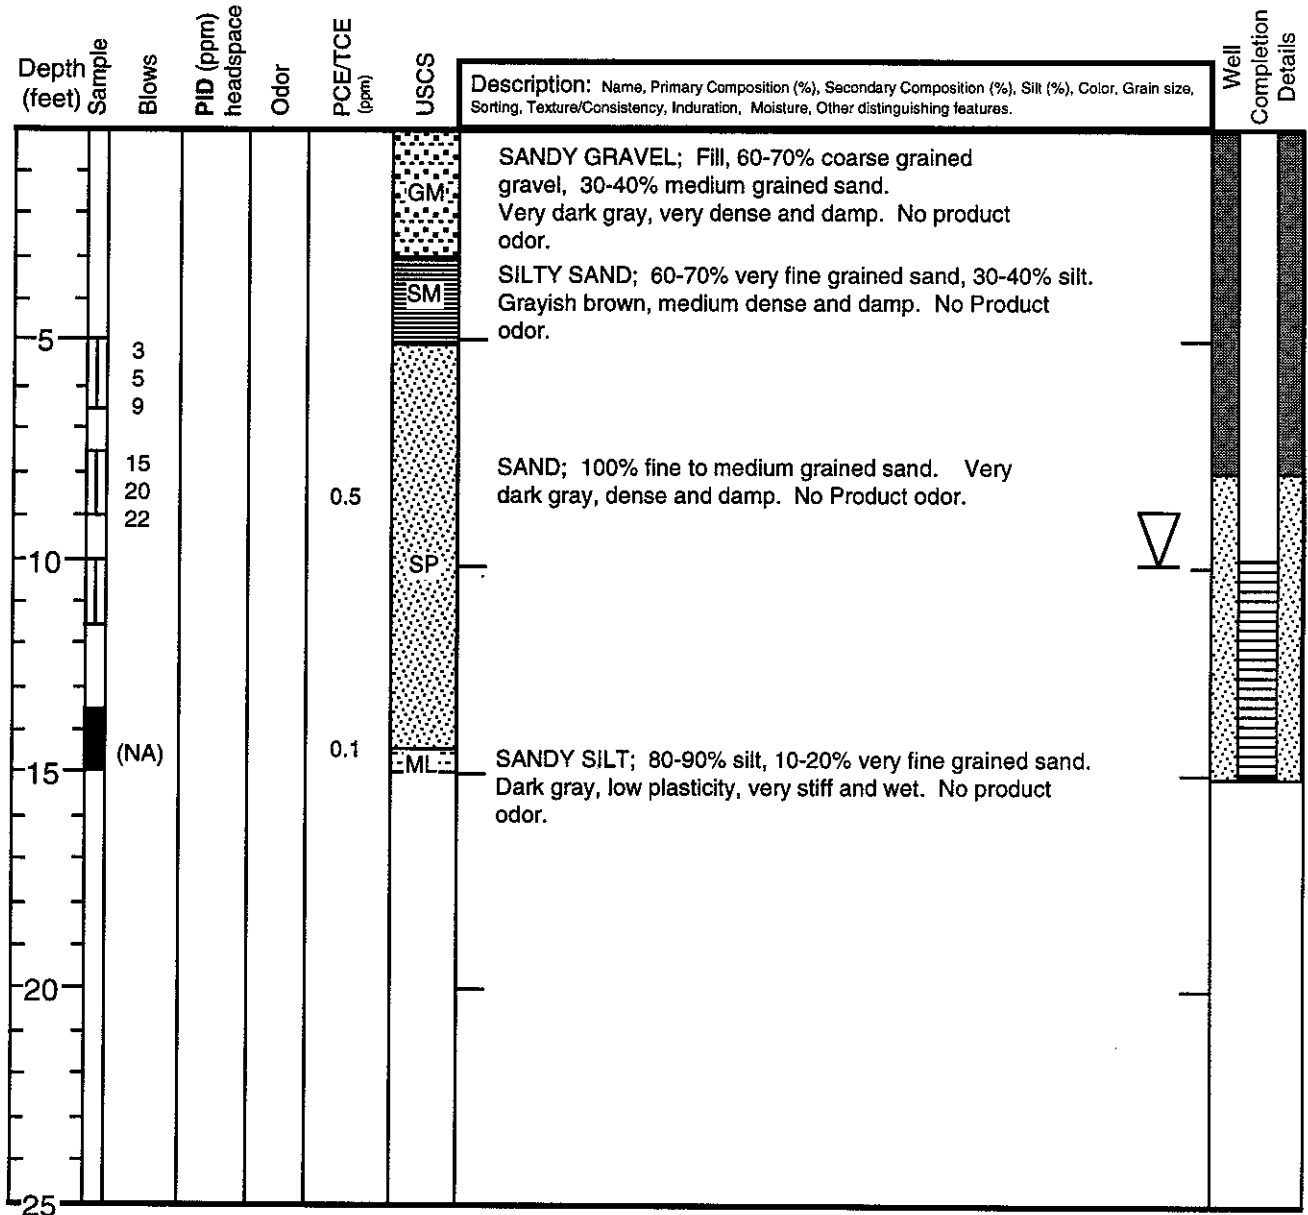 Depth
(feet)
Sample
Blows
PID (ppm)
headspace
Odor
PCE/TCE
(ppm)
USCS
Description: Name, Primary Composition (%), Secondary Composition (%), Silt (%), Color, Grain size,
Sorting, Texture/Consistency, Induration, Moisture, Other distinguishing features.
Well
Completion
Details
SANDY GRAVEL; Fill, 60-70% coarse grained
gravel, 30-40% medium grained sand.
Very dark gray, very dense and damp. No product
odor.
GM
SILTY SAND; 60-70% very fine grained sand, 30-40% silt.
Grayish brown, medium dense and damp. No Product
odor.
SM
5
3
5
9
15
20
22
0.5
SAND; 100% fine to medium grained sand. Very
dark gray, dense and damp. No Product odor.
10
SP
(NA)
0.1
15
ML
SANDY SILT; 80-90% silt, 10-20% very fine grained sand.
Dark gray, low plasticity, very stiff and wet. No product
odor.
20
25